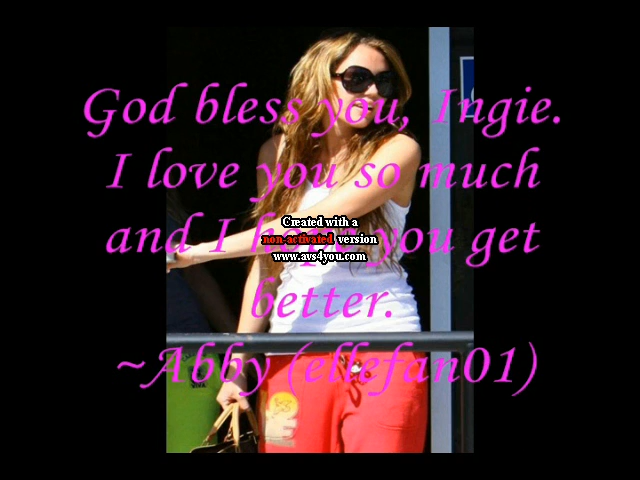 God bless you, Ingie.
I love you so much
and I hope you get
better.
~Abby (ellefan01)
Created with a
non-activated version
www.avs4you.com